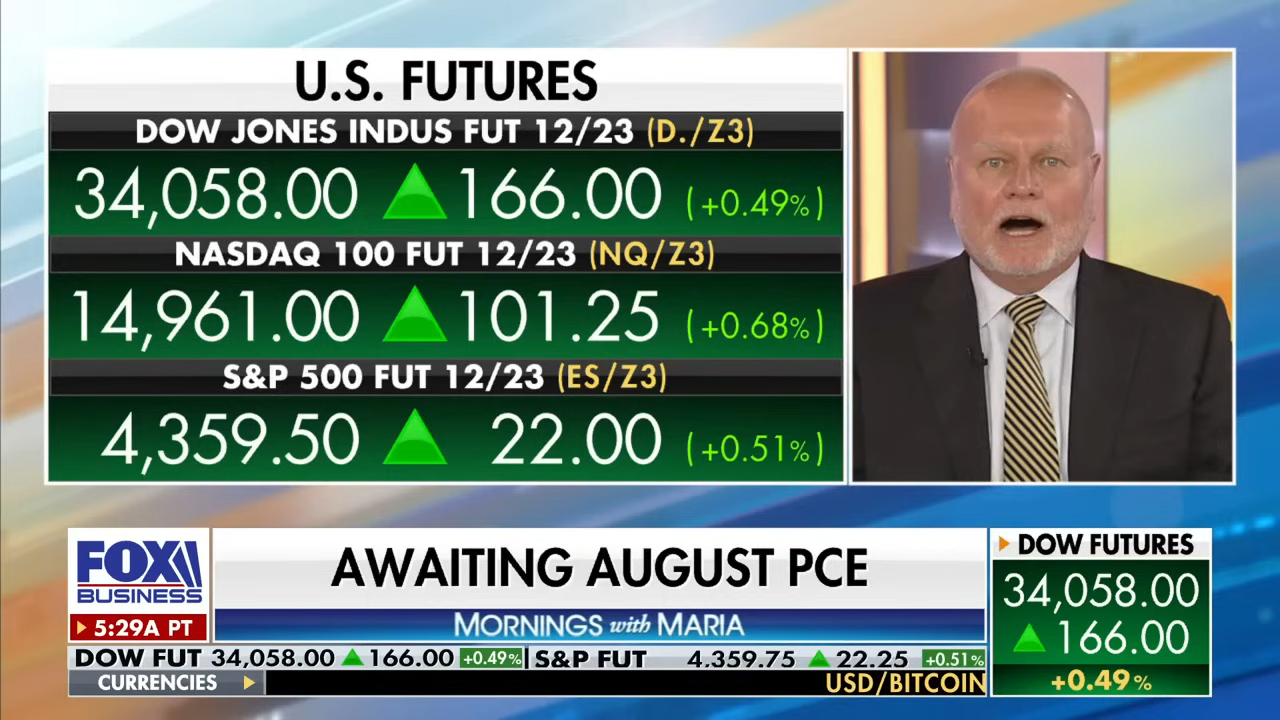 U.S. FUTURES
DOW JONES INDUS FUT 12/23 (D./Z3)
34,058.00 ▲ 166.00 (+0.49%)
NASDAQ 100 FUT 12/23 (NQ/Z3)
14,961.00 ▲ 101.25 (+0.68%)
S&P 500 FUT 12/23 (ES/Z3)
4,359.50 ▲ 22.00 (+0.51%)
FOX
BUSINESS
5:29A PT
AWAITING AUGUST PCE
MORNINGS with MARIA
DOW FUTURES
34,058.00
▲ 166.00
+0.49%
DOW FUT 34,058.00 ▲ 166.00 +0.49% S&P FUT 4,359.75 ▲ 22.25 +0.51%
CURRENCIES USD/BITCOIN